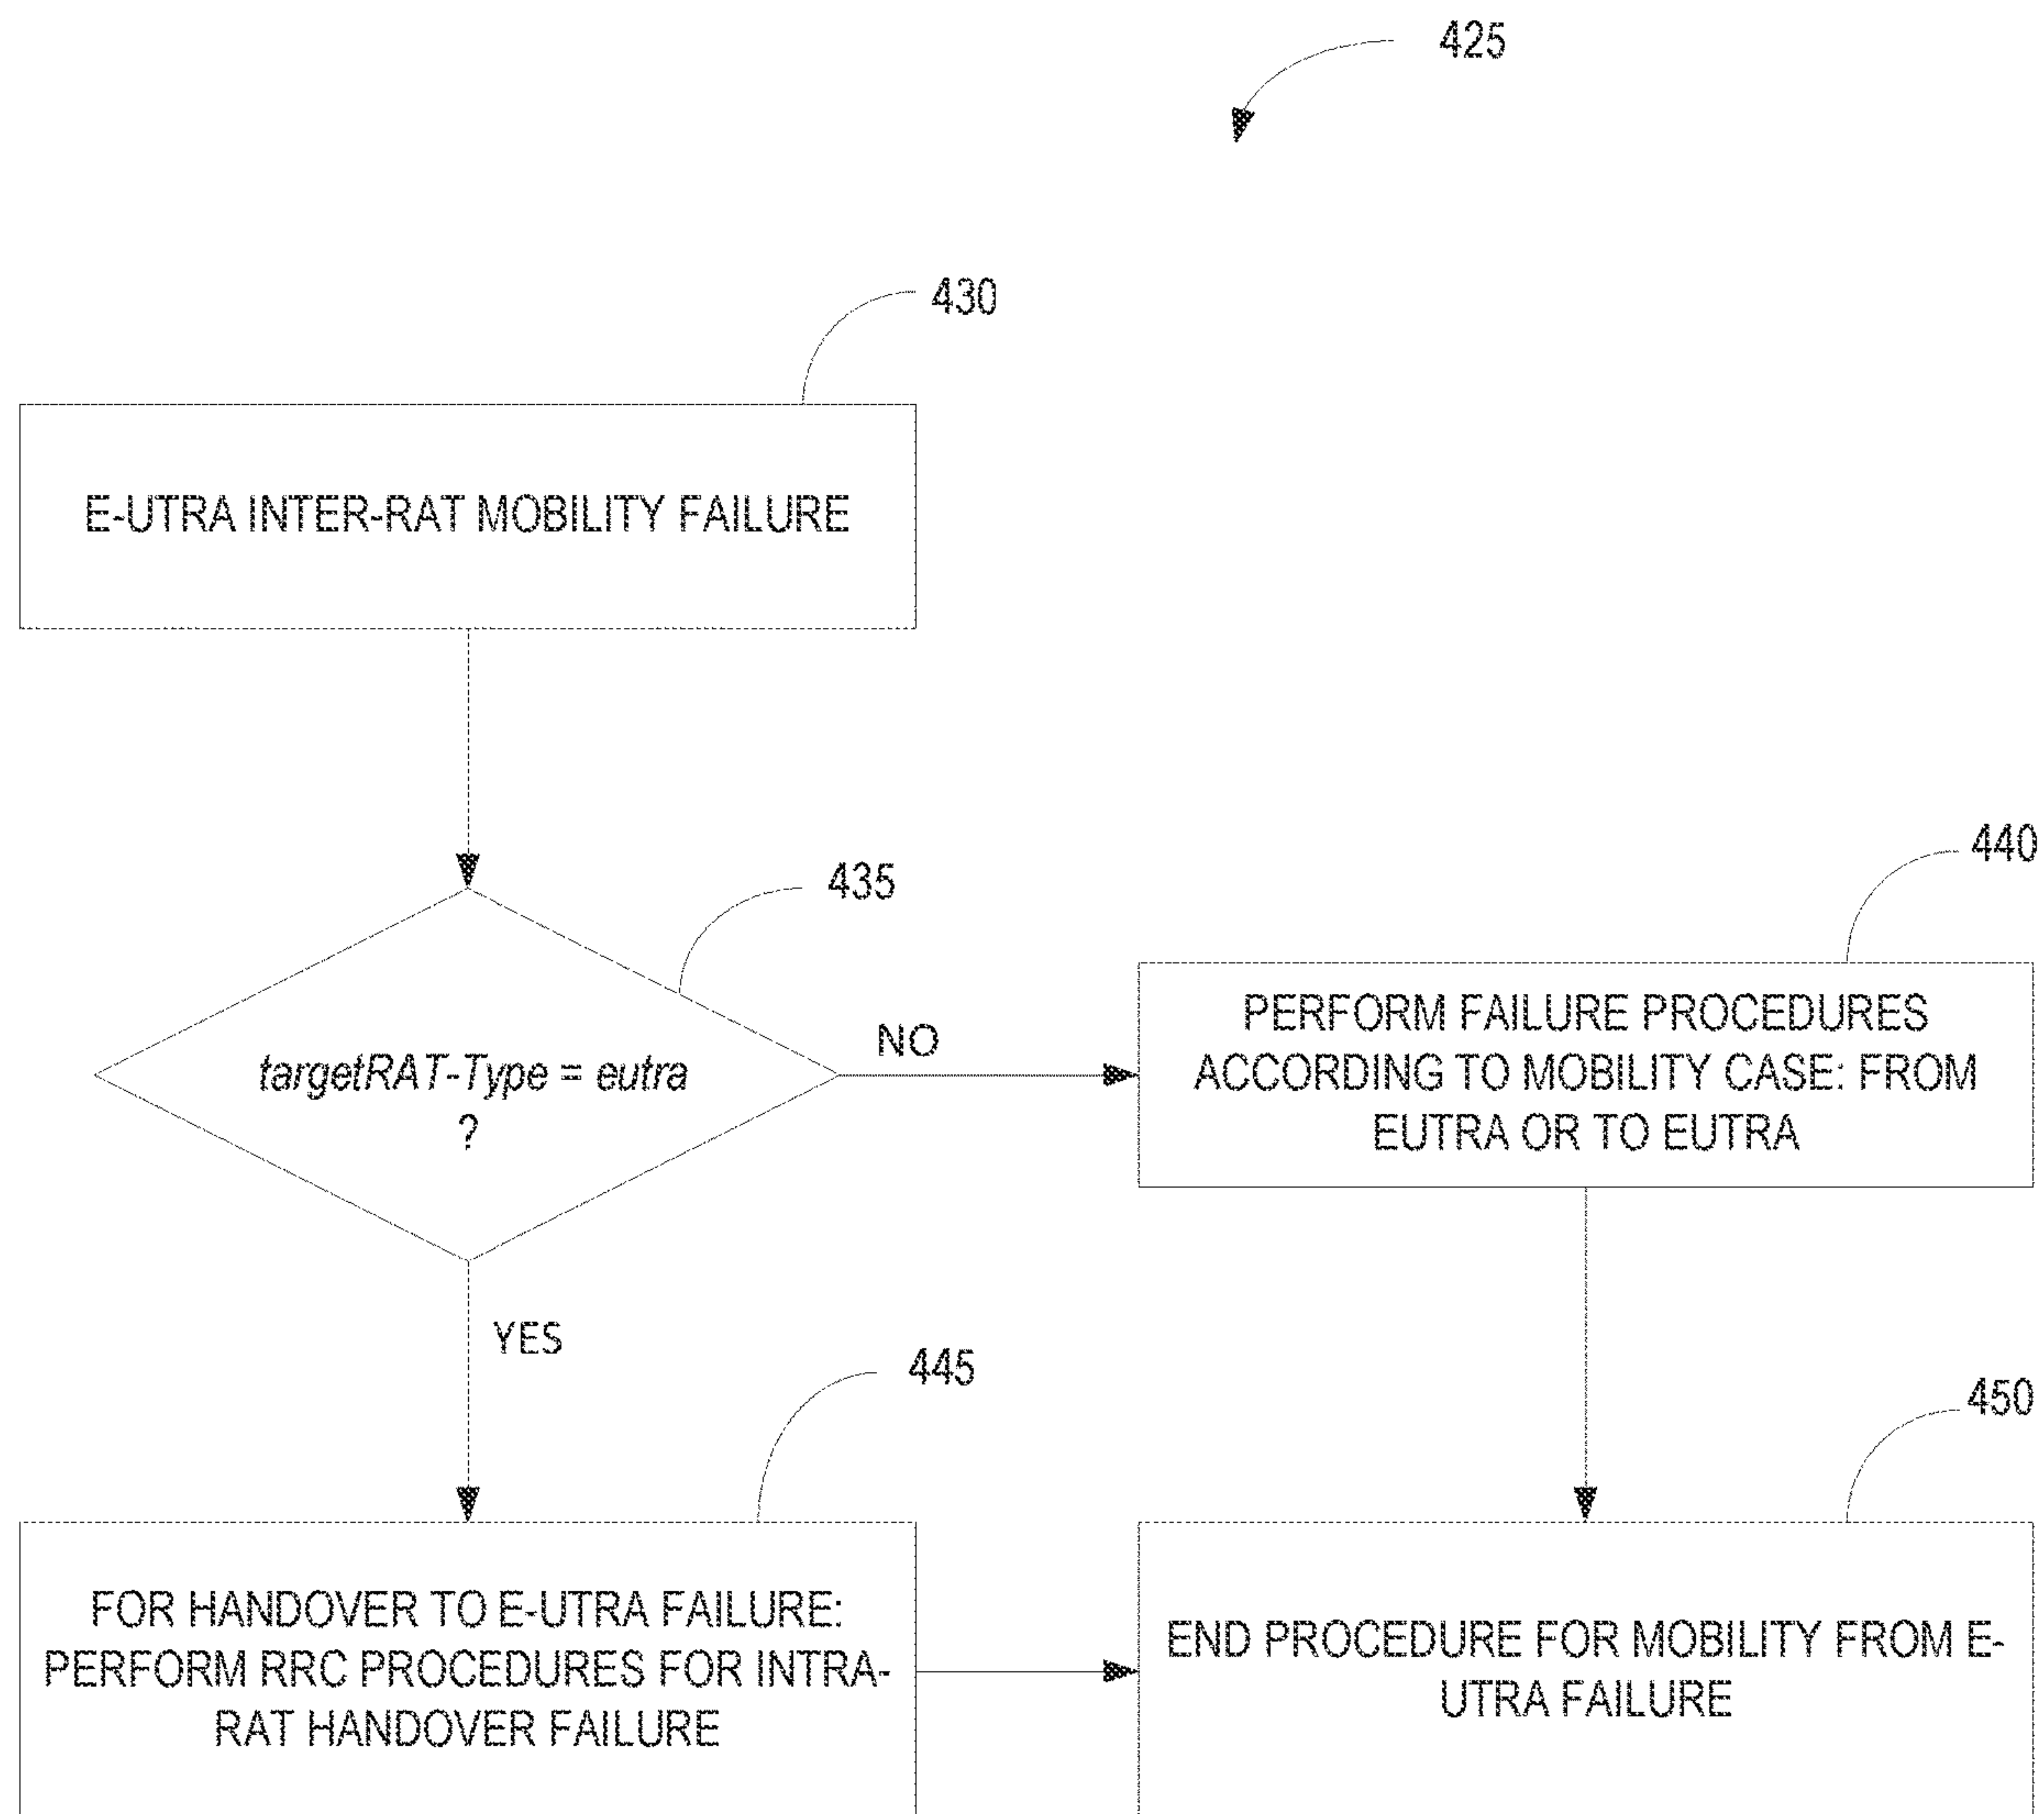 425
430
E-UTRA INTER-RAT MOBILITY FAILURE
435
targetRAT-Type = eutra
?
NO
440
PERFORM FAILURE PROCEDURES
ACCORDING TO MOBILITY CASE: FROM
EUTRA OR TO EUTRA
YES
445
FOR HANDOVER TO E-UTRA FAILURE:
PERFORM RRC PROCEDURES FOR INTRA-
RAT HANDOVER FAILURE
450
END PROCEDURE FOR MOBILITY FROM E-
UTRA FAILURE